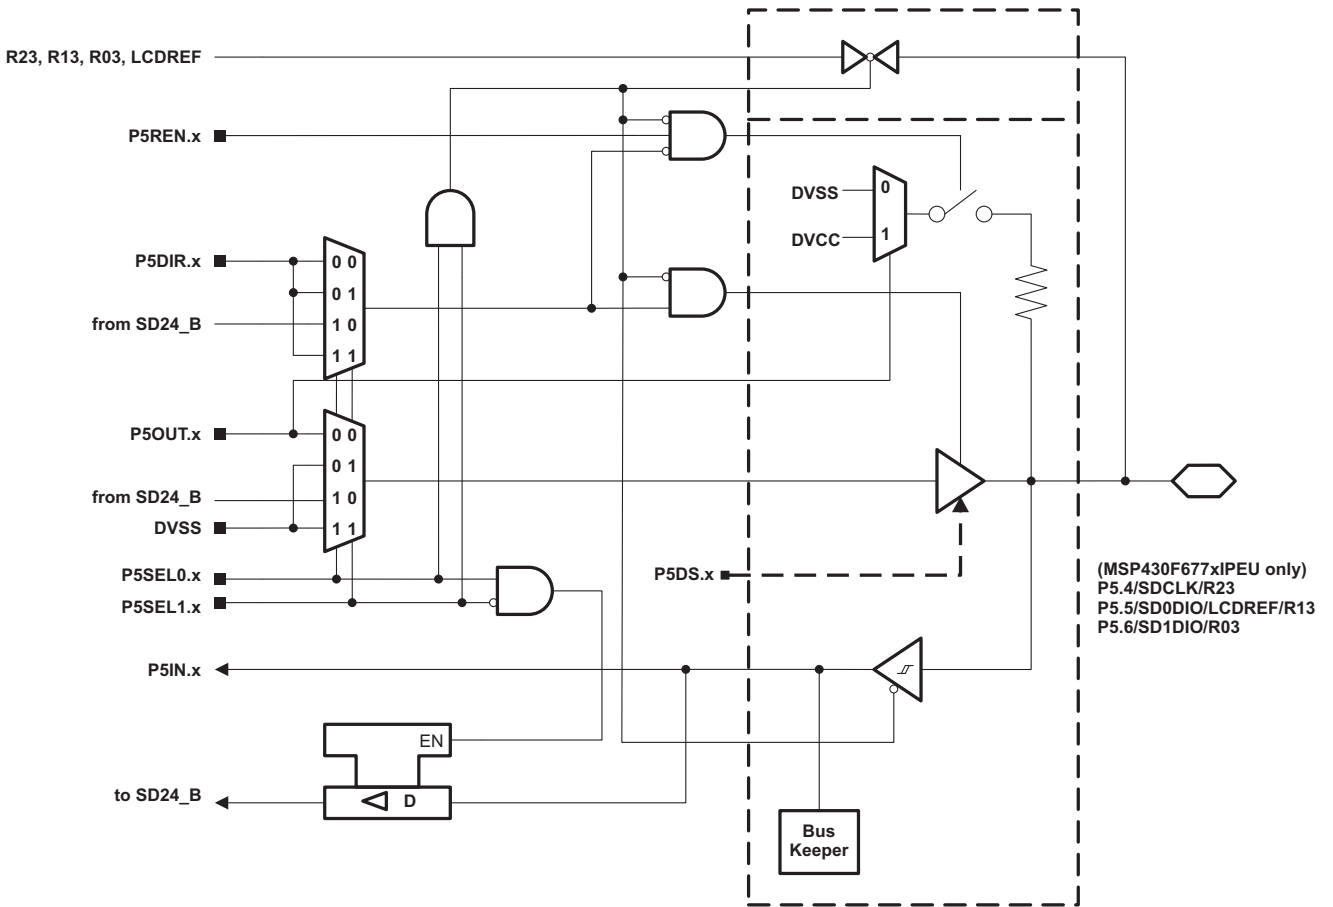 R23, R13, R03, LCDREF
P5REN.x
DVSS
0
DVCC
1
P5DIR.x
0 0
0 1
from SD24_B
1 0
1 1
P5OUT.x
0 0
0 1
from SD24_B
1 0
DVSS
1 1
P5SEL0.x
P5SEL1.x
P5DS.x
(MSP430F677xIPEU only)
P5.4/SDCLK/R23
P5.5/SD0DIO/LCDREF/R13
P5.6/SD1DIO/R03
P5IN.x
EN
to SD24_B
D
Bus
Keeper